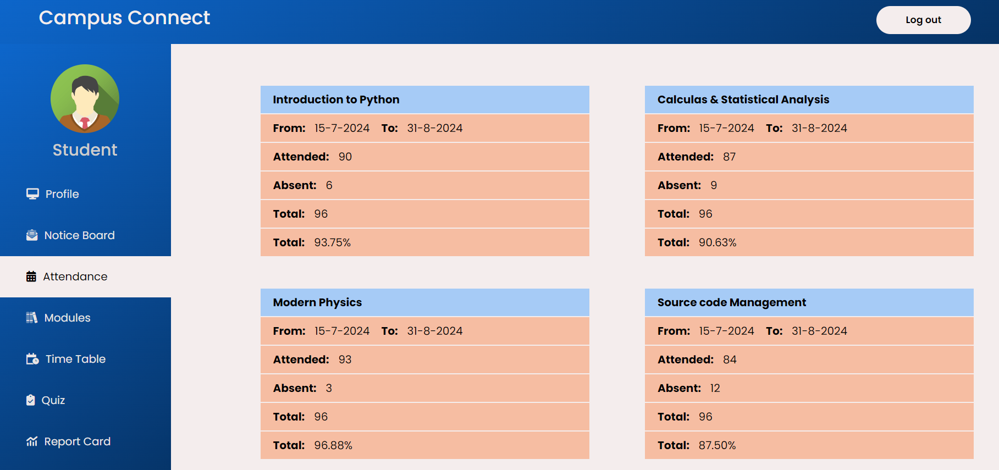 Campus Connect
Log out
Student
Profile
Notice Board
Attendance
Modules
Time Table
Quiz
Report Card
Introduction to Python
From: 15-7-2024 To: 31-8-2024
Attended: 90
Absent: 6
Total: 96
Total: 93.75%
Calculas & Statistical Analysis
From: 15-7-2024 To: 31-8-2024
Attended: 87
Absent: 9
Total: 96
Total: 90.63%
Modern Physics
From: 15-7-2024 To: 31-8-2024
Attended: 93
Absent: 3
Total: 96
Total: 96.88%
Source code Management
From: 15-7-2024 To: 31-8-2024
Attended: 84
Absent: 12
Total: 96
Total: 87.50%